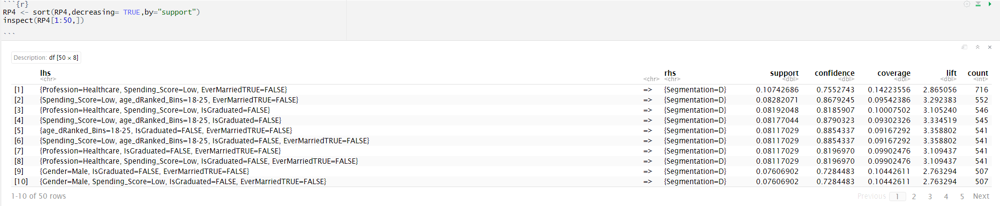 ```{r}
RP4 <- sort(RP4,decreasing= TRUE,by="support")
inspect(RP4[1:50,])
```
Description: df [50 × 8]
lhs rhs support confidence coverage lift count
<chr> <chr> <chr> <dbl> <dbl> <dbl> <dbl> <int>
[1] {Profession=Healthcare, Spending_Score=Low, EverMarriedTRUE=FALSE} => {Segmentation=D} 0.10742686 0.7552743 0.14223556 2.865056 716
[2] {Spending_Score=Low, age_dRanked_Bins=18-25, EverMarriedTRUE=FALSE} => {Segmentation=D} 0.08282071 0.8679245 0.09542386 3.292383 552
[3] {Profession=Healthcare, Spending_Score=Low, IsGraduated=FALSE} => {Segmentation=D} 0.08192048 0.8185907 0.10007502 3.105240 546
[4] {Spending_Score=Low, age_dRanked_Bins=18-25, IsGraduated=FALSE} => {Segmentation=D} 0.08177044 0.8790323 0.09302326 3.334519 545
[5] {age_dRanked_Bins=18-25, IsGraduated=FALSE, EverMarriedTRUE=FALSE} => {Segmentation=D} 0.08117029 0.8854337 0.09167292 3.358802 541
[6] {Spending_Score=Low, age_dRanked_Bins=18-25, IsGraduated=FALSE, EverMarriedTRUE=FALSE} => {Segmentation=D} 0.08117029 0.8854337 0.09167292 3.358802 541
[7] {Profession=Healthcare, IsGraduated=FALSE, EverMarriedTRUE=FALSE} => {Segmentation=D} 0.08117029 0.8196970 0.09902476 3.109437 541
[8] {Profession=Healthcare, Spending_Score=Low, IsGraduated=FALSE, EverMarriedTRUE=FALSE} => {Segmentation=D} 0.08117029 0.8196970 0.09902476 3.109437 541
[9] {Gender=Male, IsGraduated=FALSE, EverMarriedTRUE=FALSE} => {Segmentation=D} 0.07606902 0.7284483 0.10442611 2.763294 507
[10] {Gender=Male, Spending_Score=Low, IsGraduated=FALSE, EverMarriedTRUE=FALSE} => {Segmentation=D} 0.07606902 0.7284483 0.10442611 2.763294 507
1-10 of 50 rows Previous 1 2 3 4 5 Next